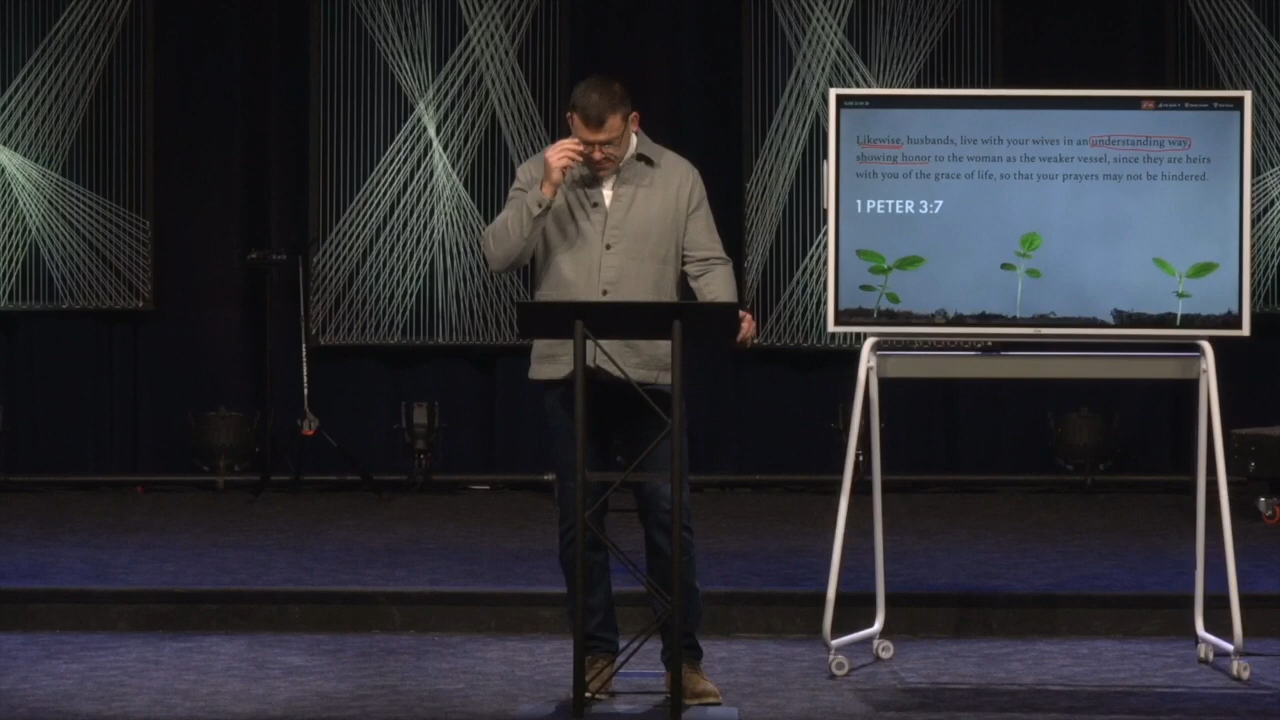 Likewise, husbands, live with your wives in an understanding way,
showing honor to the woman as the weaker vessel, since they are heirs
with you of the grace of life, so that your prayers may not be hindered.
1 PETER 3:7